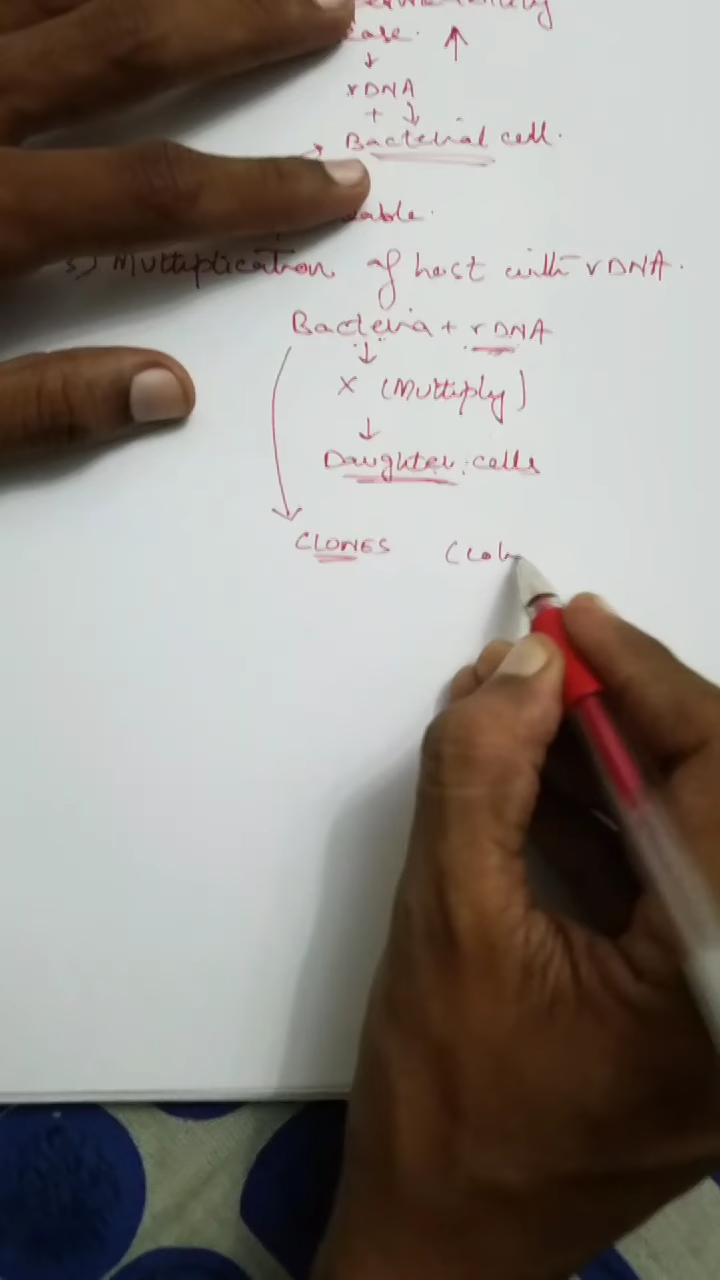 ↑
↓
rDNA
+ ↓
Bacterial cell.
5) Multiplication of host with rDNA.
Bacteria + rDNA
↓
× (Multiply)
↓
Daughter cells
CLONES